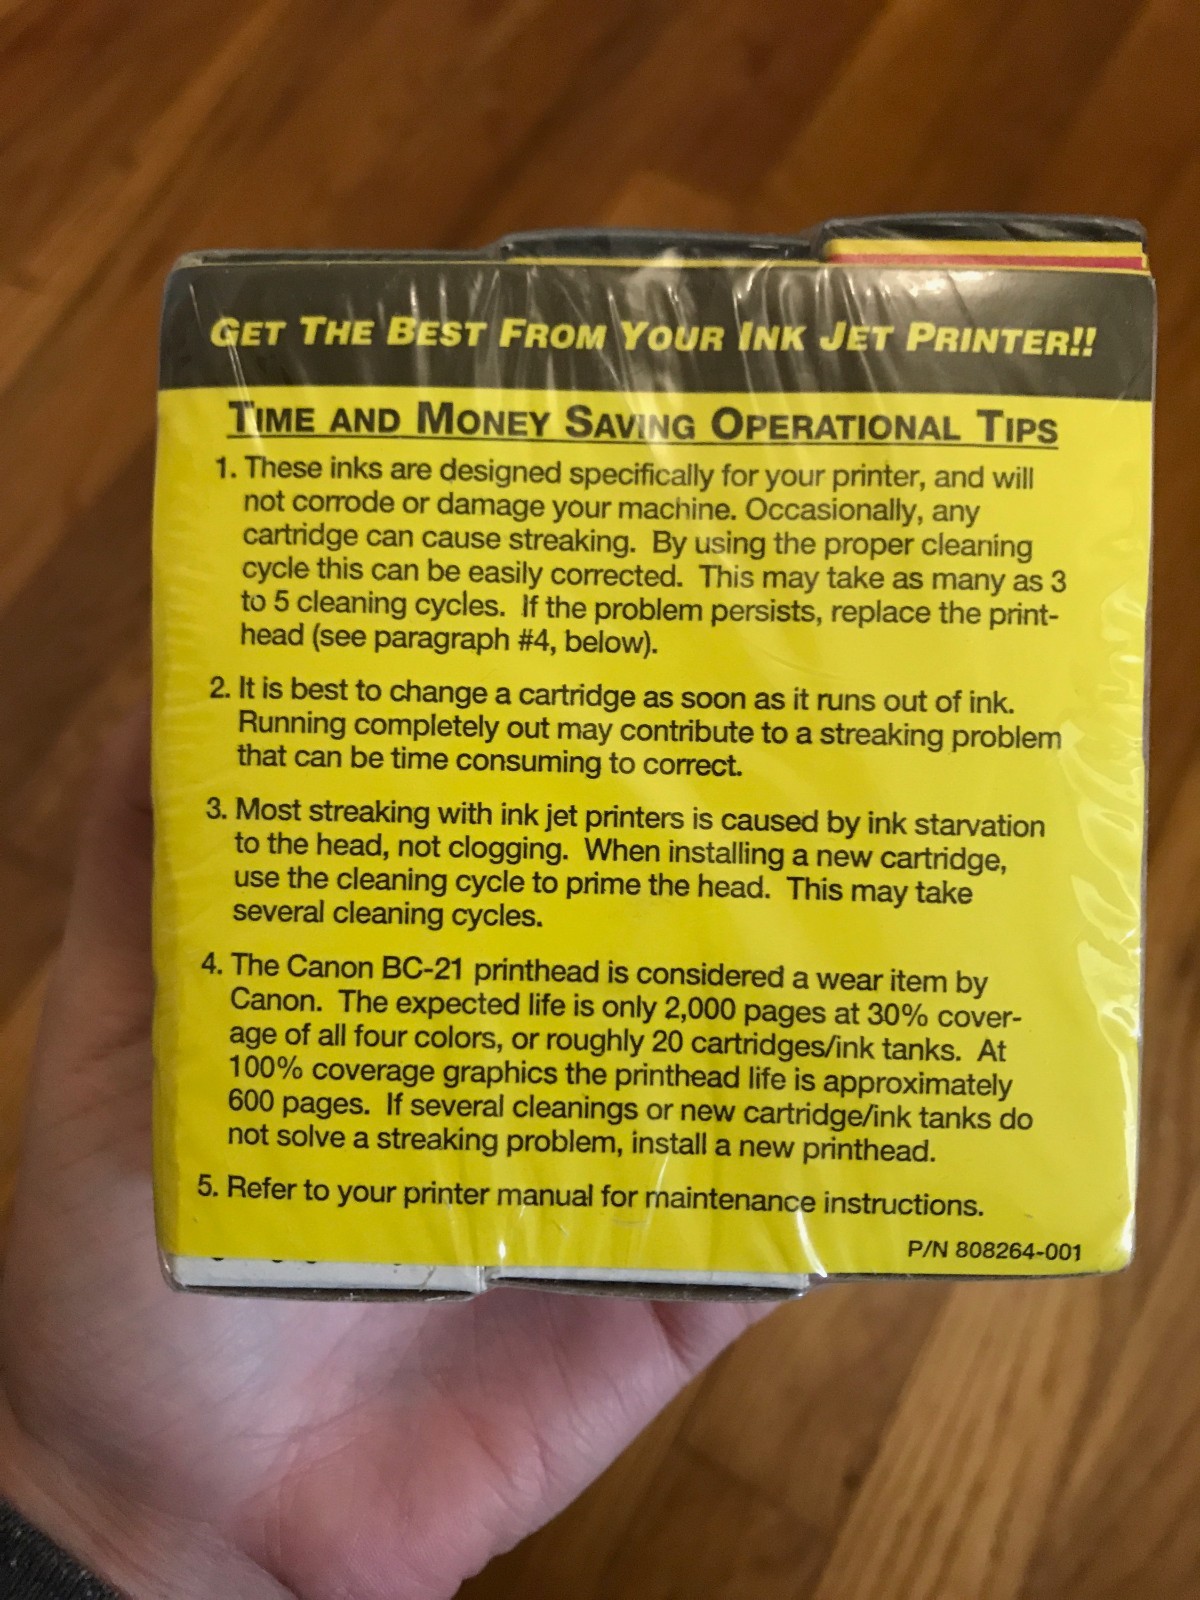 GET THE BEST FROM YOUR INK JET PRINTER!!
TIME AND MONEY SAVING OPERATIONAL TIPS
1. These inks are designed specifically for your printer, and will
not corrode or damage your machine. Occasionally, any
cartridge can cause streaking. By using the proper cleaning
cycle this can be easily corrected. This may take as many as 3
to 5 cleaning cycles. If the problem persists, replace the print-
head (see paragraph #4, below).
2. It is best to change a cartridge as soon as it runs out of ink.
Running completely out may contribute to a streaking problem
that can be time consuming to correct.
3. Most streaking with ink jet printers is caused by ink starvation
to the head, not clogging. When installing a new cartridge,
use the cleaning cycle to prime the head. This may take
several cleaning cycles.
4. The Canon BC-21 printhead is considered a wear item by
Canon. The expected life is only 2,000 pages at 30% cover-
age of all four colors, or roughly 20 cartridges/ink tanks. At
100% coverage graphics the printhead life is approximately
600 pages. If several cleanings or new cartridge/ink tanks do
not solve a streaking problem, install a new printhead.
5. Refer to your printer manual for maintenance instructions.
P/N 808264-001